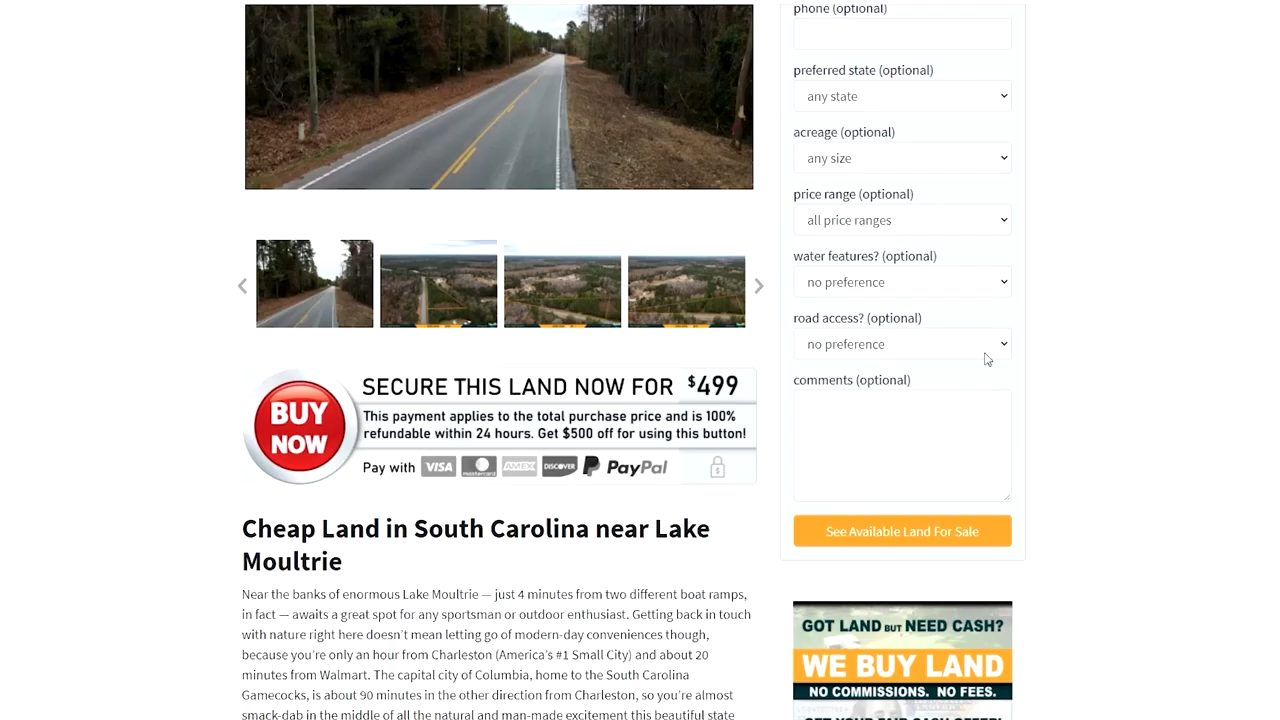 phone (optional)
preferred state (optional)
any state
acreage (optional)
any size
price range (optional)
all price ranges
water features? (optional)
no preference
road access? (optional)
no preference
comments (optional)
See Available Land For Sale
BUY
NOW
SECURE THIS LAND NOW FOR $499
This payment applies to the total purchase price and is 100%
refundable within 24 hours. Get $500 off for using this button!
Pay with VISA mastercard AMEX DISCOVER PayPal
Cheap Land in South Carolina near Lake
Moultrie
Near the banks of enormous Lake Moultrie — just 4 minutes from two different boat ramps,
in fact — awaits a great spot for any sportsman or outdoor enthusiast. Getting back in touch
with nature right here doesn't mean letting go of modern-day conveniences though,
because you're only an hour from Charleston (America's #1 Small City) and about 20
minutes from Walmart. The capital city of Columbia, home to the South Carolina
Gamecocks, is about 90 minutes in the other direction from Charleston, so you're almost
smack-dab in the middle of all the natural and man-made excitement this beautiful state
GOT LAND BUT NEED CASH?
WE BUY LAND
NO COMMISSIONS. NO FEES.
GET YOUR FAIR CASH OFFER!